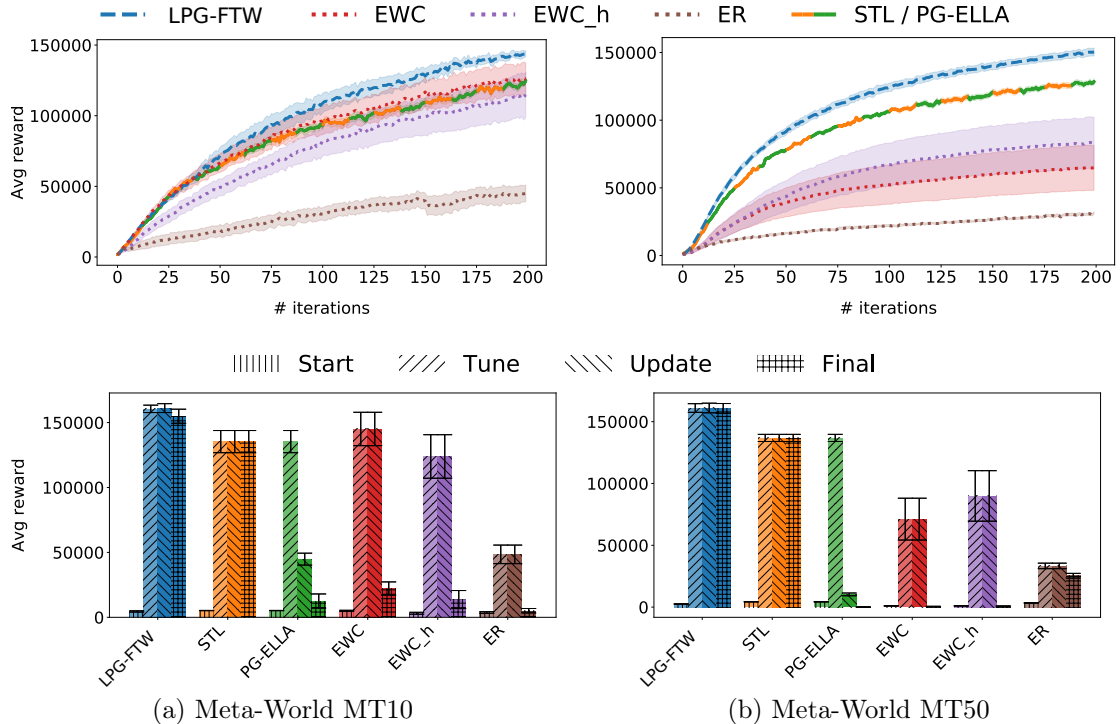 LPG-FTW EWC EWC_h ER STL / PG-ELLA
150000 100000 50000 0
Avg reward
0 25 50 75 100 125 150 175 200
# iterations
150000 100000 50000 0
0 25 50 75 100 125 150 175 200
# iterations
Start Tune Update Final
150000 100000 50000 0
Avg reward
LPG-FTW STL PG-ELLA EWC EWC_h ER
(a) Meta-World MT10
150000 100000 50000 0
LPG-FTW STL PG-ELLA EWC EWC_h ER
(b) Meta-World MT50